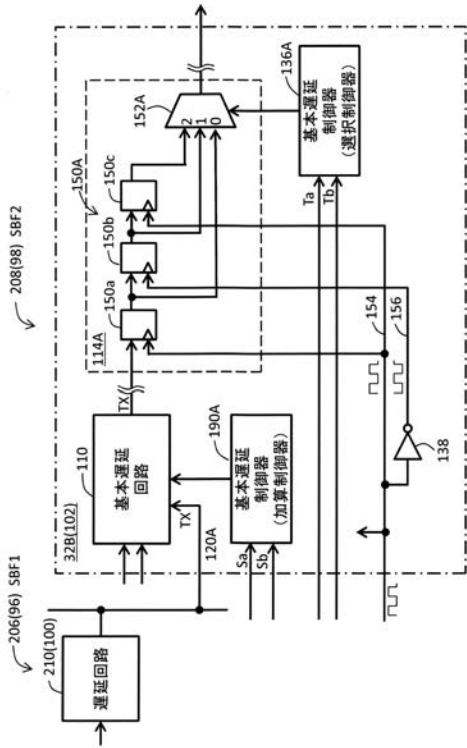 206(96) SBF1
208(98) SBF2
210(100)
遅延回路
32B(102)
110
基本遅延
回路
TX
120A
TX
190A
基本遅延
制御器
(加算制御器)
Sa
Sb
114A
150A
150a
150b
150c
152A
2
1
0
136A
基本遅延
制御器
(選択制御器)
Ta
Tb
154
156
138